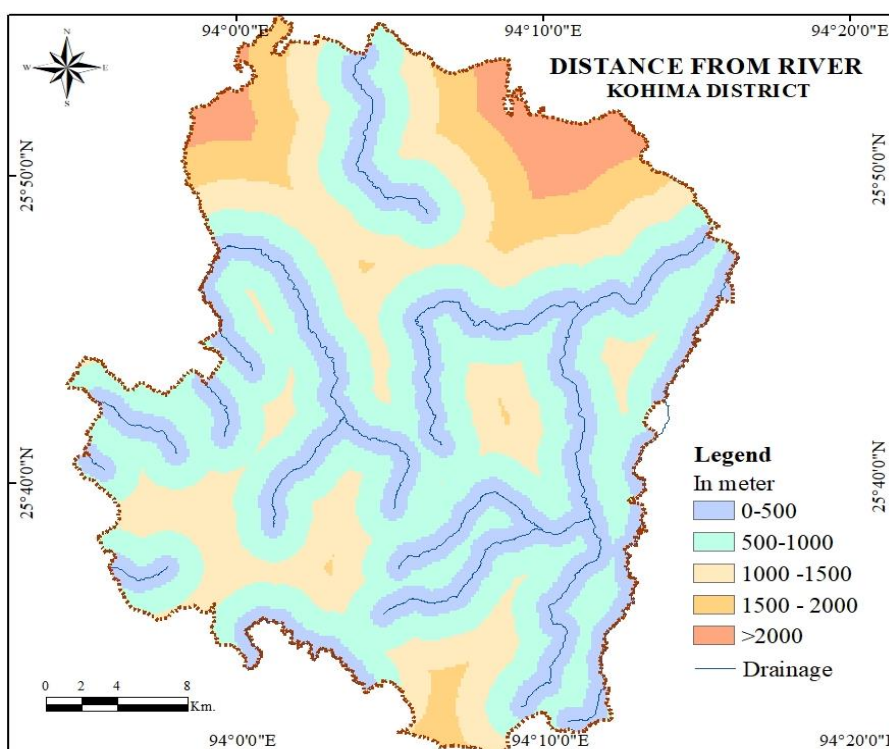 94°0'0"E 94°10'0"E 94°20'0"E
N
W E
S
DISTANCE FROM RIVER
KOHIMA DISTRICT
25°50'0"N 25°50'0"N
25°40'0"N 25°40'0"N
Legend
In meter
0-500
500-1000
1000 -1500
1500 - 2000
>2000
Drainage
0 2 4 8
Km.
94°0'0"E 94°10'0"E 94°20'0"E